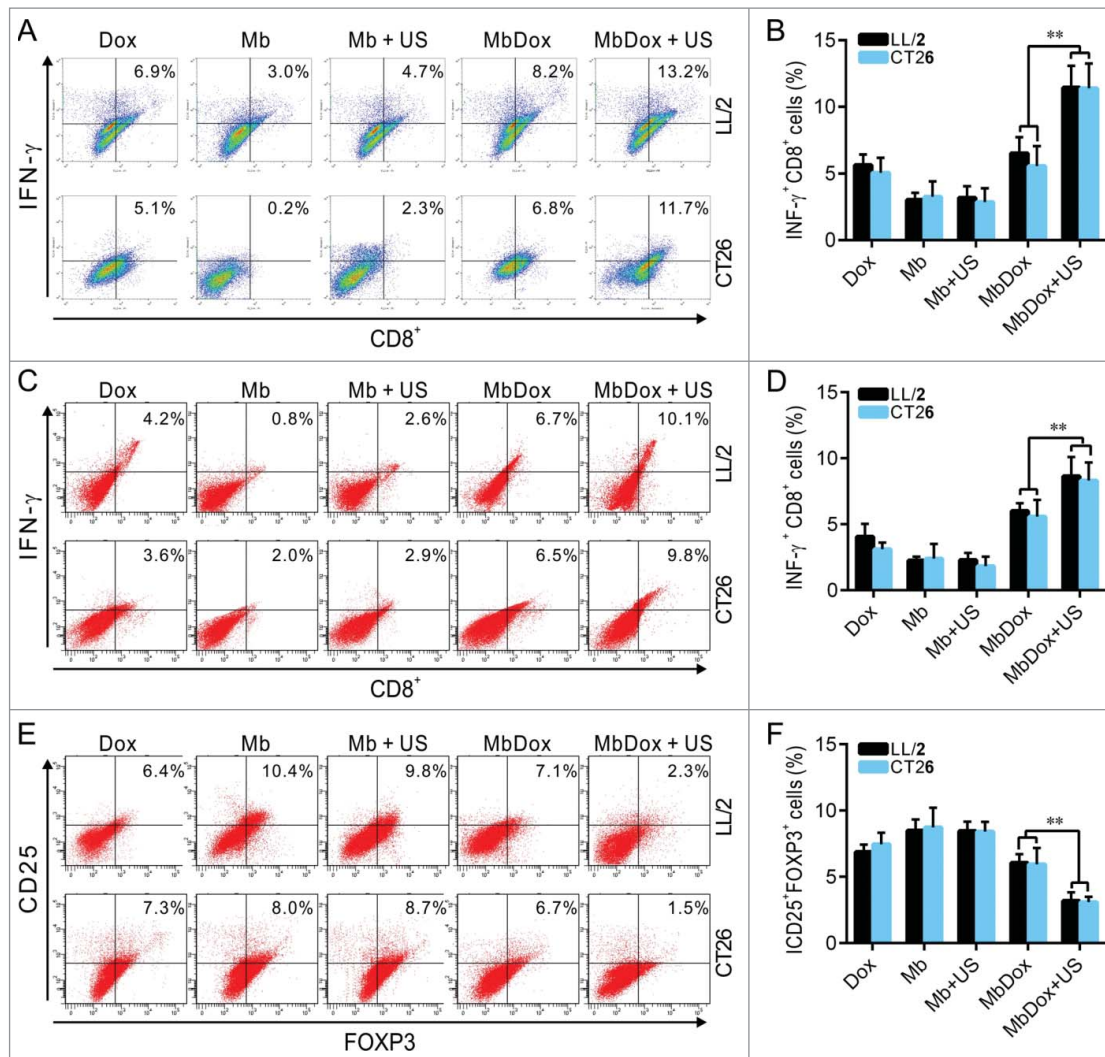 A
Dox Mb Mb + US MbDox MbDox + US
6.9% 3.0% 4.7% 8.2% 13.2%
LL/2
5.1% 0.2% 2.3% 6.8% 11.7%
CT26
IFN-γ
CD8+
B
LL/2
CT26
**
INF-γ+ CD8+ cells (%)
15
10
5
0
Dox Mb Mb+US MbDox MbDox+US
C
Dox Mb Mb + US MbDox MbDox + US
4.2% 0.8% 2.6% 6.7% 10.1%
LL/2
3.6% 2.0% 2.9% 6.5% 9.8%
CT26
IFN-γ
CD8+
D
LL/2
CT26
**
INF-γ+ CD8+ cells (%)
15
10
5
0
Dox Mb Mb+US MbDox MbDox+US
E
Dox Mb Mb + US MbDox MbDox + US
6.4% 10.4% 9.8% 7.1% 2.3%
LL/2
7.3% 8.0% 8.7% 6.7% 1.5%
CT26
CD25
FOXP3
F
LL/2
CT26
**
ICD25+FOXP3+ cells (%)
15
10
5
0
Dox Mb Mb+US MbDox MbDox+US